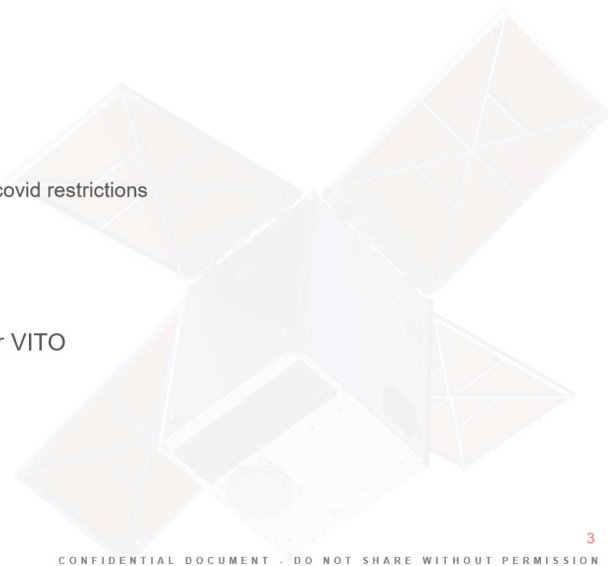 covid restrictions
r VITO
3
CONFIDENTIAL DOCUMENT - DO NOT SHARE WITHOUT PERMISSION